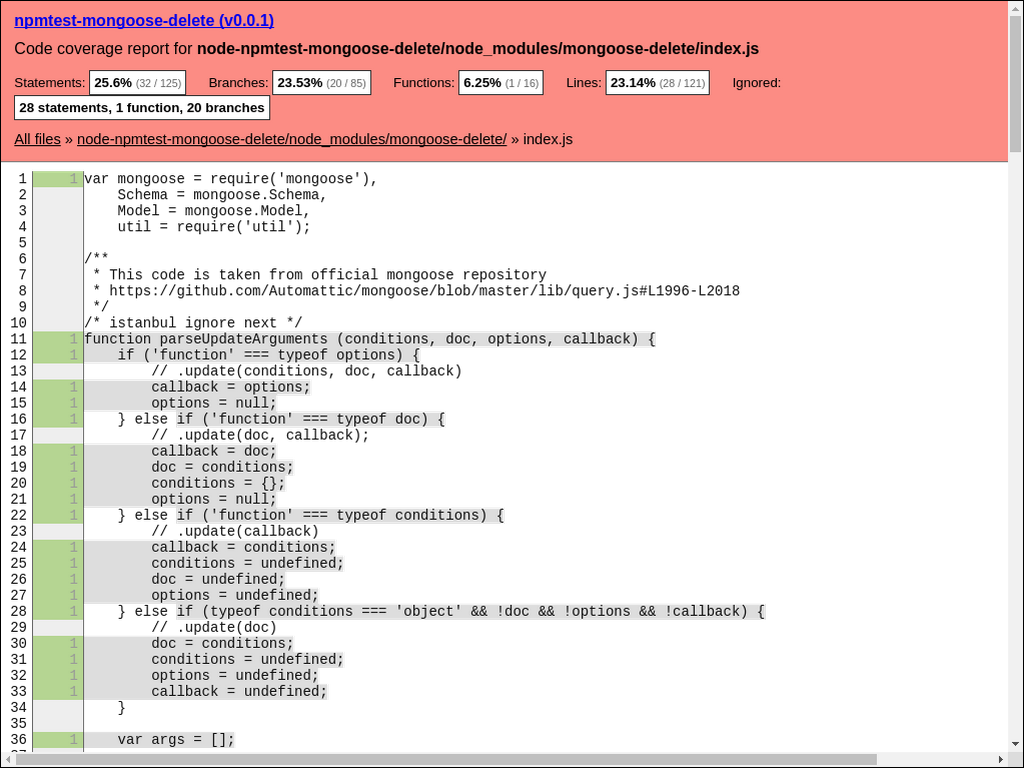 npmtest-mongoose-delete (v0.0.1)
Code coverage report for node-npmtest-mongoose-delete/node_modules/mongoose-delete/index.js
Statements: 25.6% (32 / 125) Branches: 23.53% (20 / 85) Functions: 6.25% (1 / 16) Lines: 23.14% (28 / 121) Ignored:
28 statements, 1 function, 20 branches
All files » node-npmtest-mongoose-delete/node_modules/mongoose-delete/ » index.js
1 1 var mongoose = require('mongoose'),
2     Schema = mongoose.Schema,
3     Model = mongoose.Model,
4     util = require('util');
5
6 /**
7  * This code is taken from official mongoose repository
8  * https://github.com/Automattic/mongoose/blob/master/lib/query.js#L1996-L2018
9  */
10 /* istanbul ignore next */
11 1 function parseUpdateArguments (conditions, doc, options, callback) {
12 1     if ('function' === typeof options) {
13         // .update(conditions, doc, callback)
14 1         callback = options;
15 1         options = null;
16 1     } else if ('function' === typeof doc) {
17         // .update(doc, callback);
18 1         callback = doc;
19 1         doc = conditions;
20 1         conditions = {};
21 1         options = null;
22 1     } else if ('function' === typeof conditions) {
23         // .update(callback)
24 1         callback = conditions;
25 1         conditions = undefined;
26 1         doc = undefined;
27 1         options = undefined;
28 1     } else if (typeof conditions === 'object' && !doc && !options && !callback) {
29         // .update(doc)
30 1         doc = conditions;
31 1         conditions = undefined;
32 1         options = undefined;
33 1         callback = undefined;
34     }
35
36 1     var args = [];